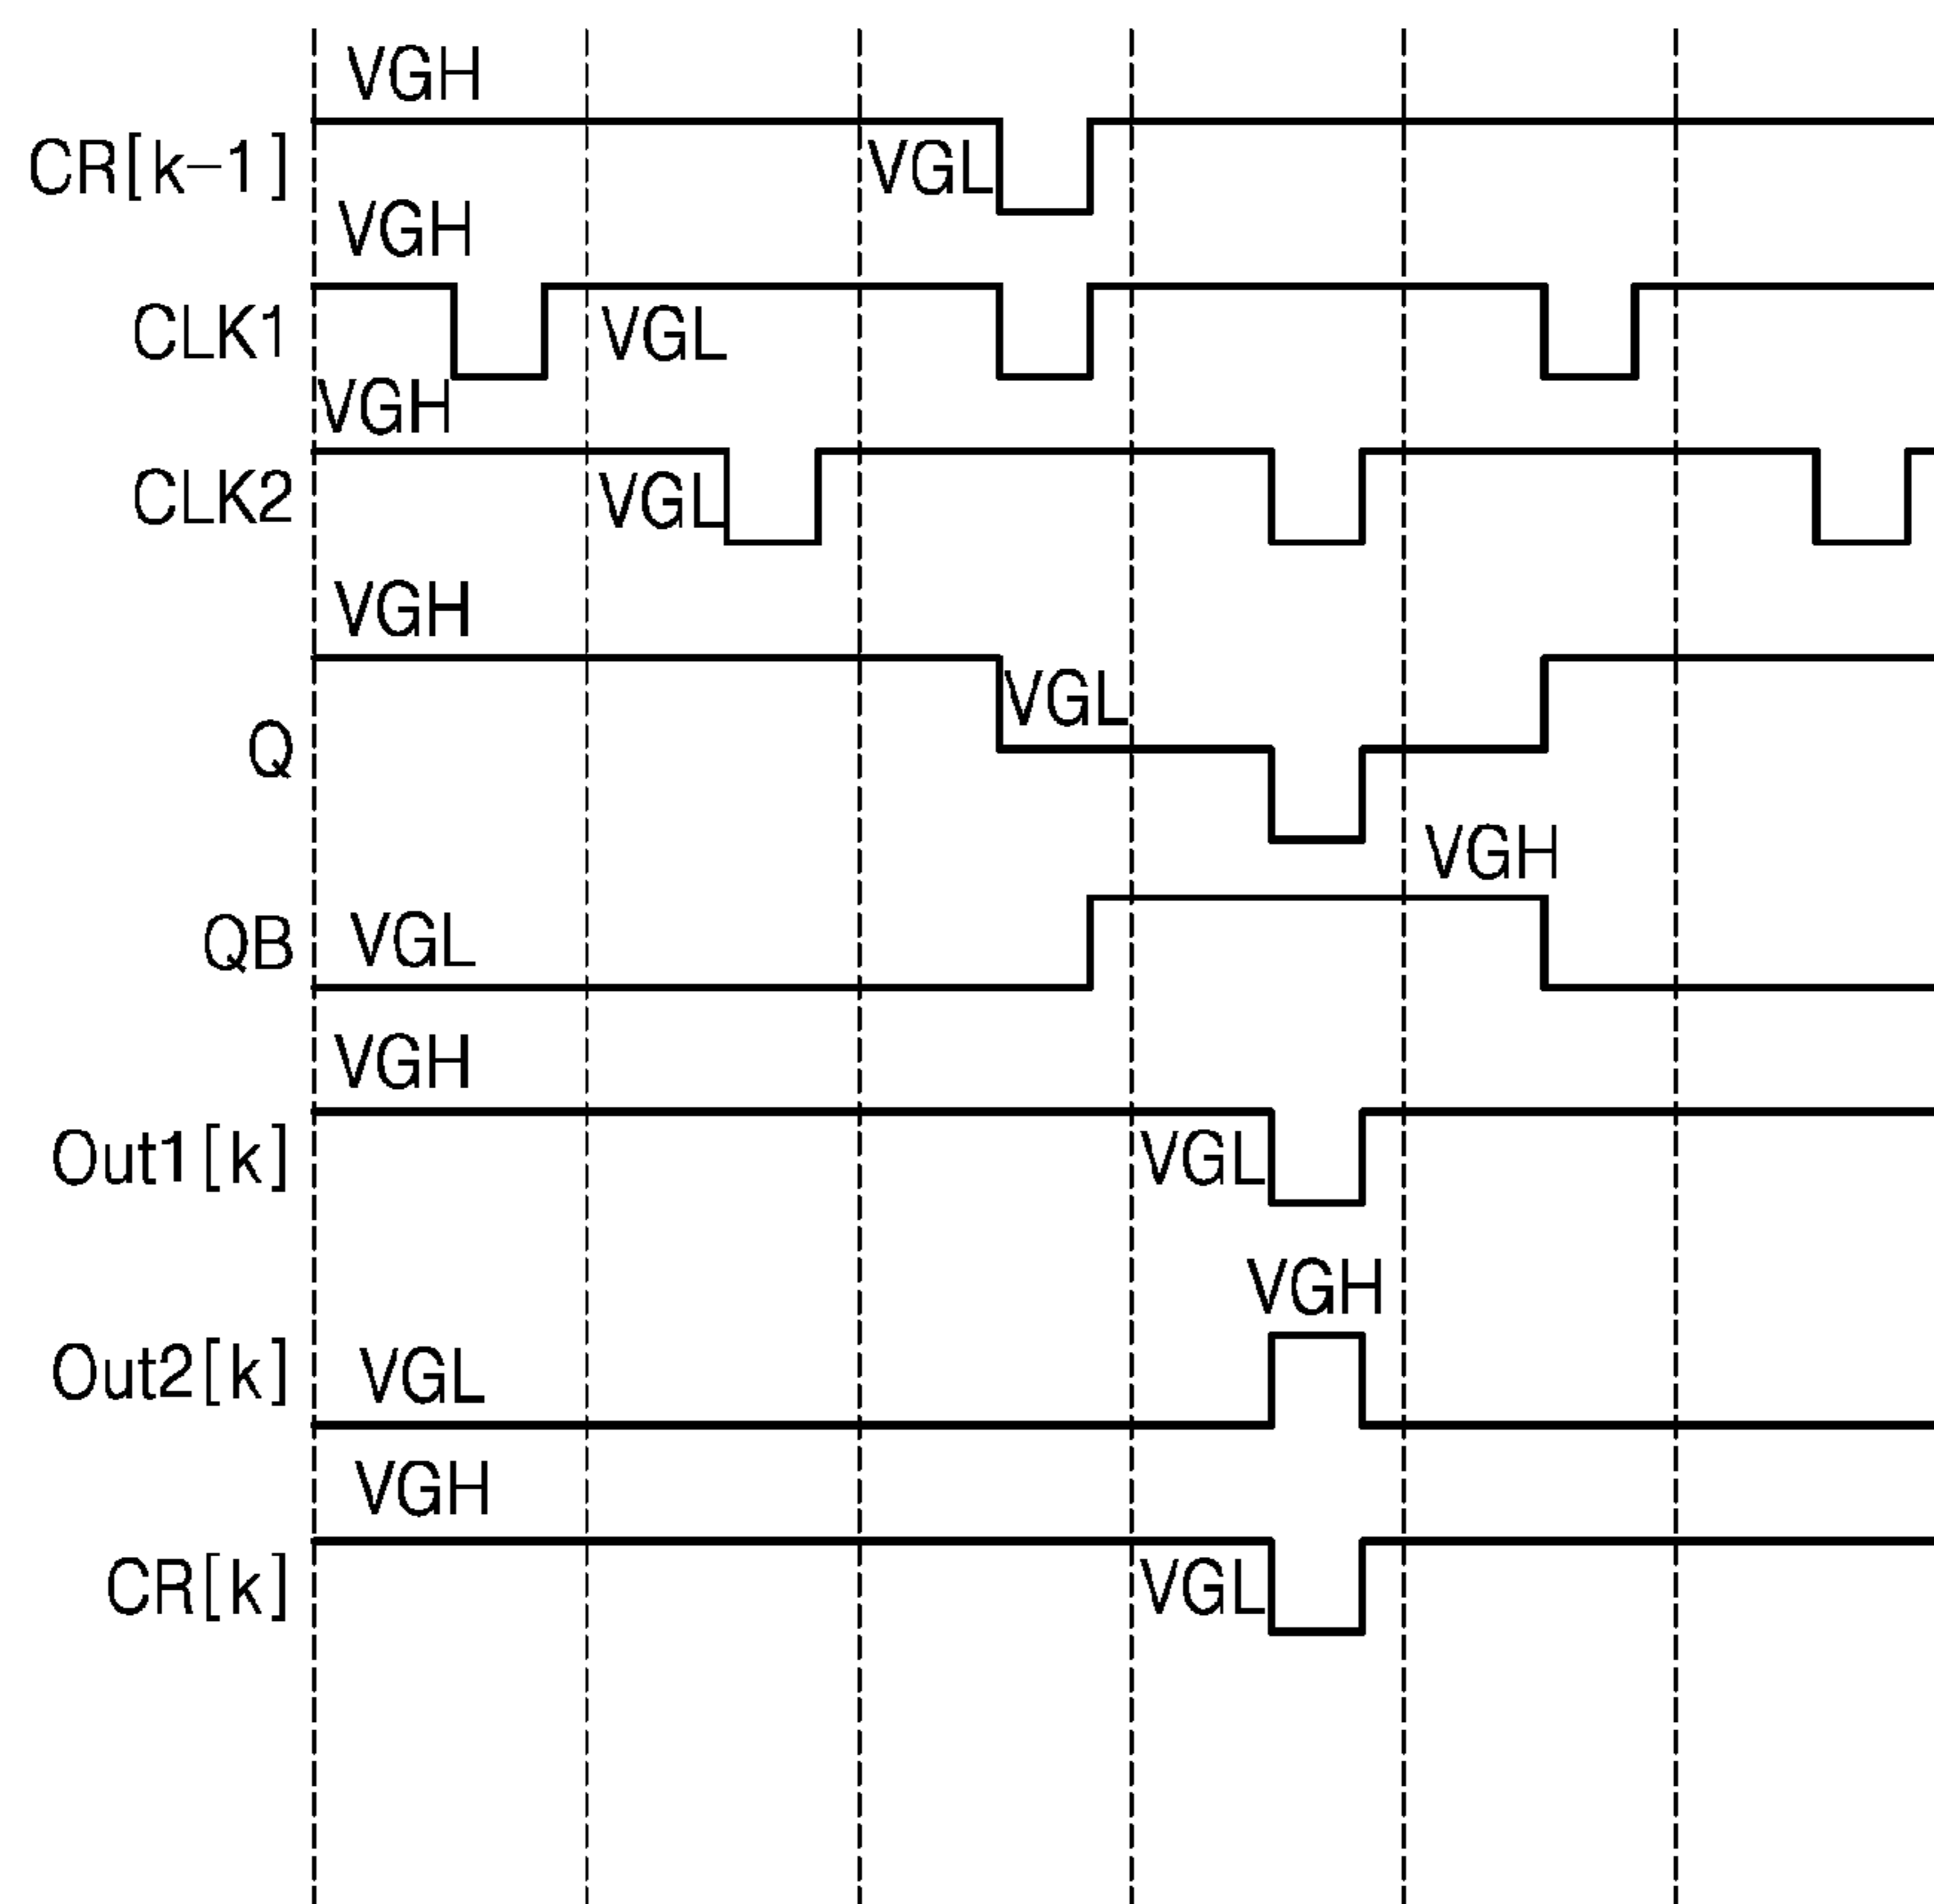 VGH
CR[k-1]
VGL
VGH
CLK1
VGL
VGH
CLK2
VGL
VGH
Q
VGL
VGH
QB
VGL
VGH
Out1[k]
VGL
VGH
Out2[k]
VGL
VGH
CR[k]
VGL